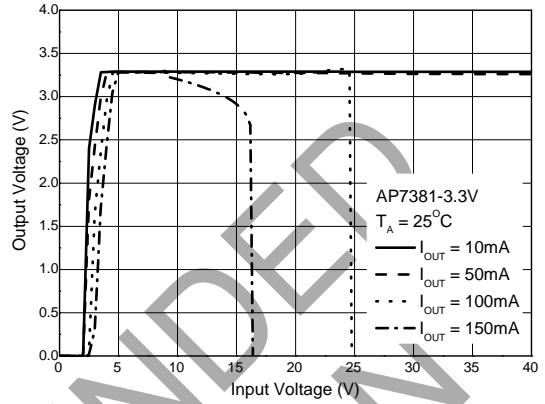 4.0
3.5
3.0
2.5
2.0
1.5
1.0
0.5
0.0
Output Voltage (V)
AP7381-3.3V
T_A = 25°C
I_OUT = 10mA
I_OUT = 50mA
I_OUT = 100mA
I_OUT = 150mA
0 5 10 15 20 25 30 35 40
Input Voltage (V)
NDED
N